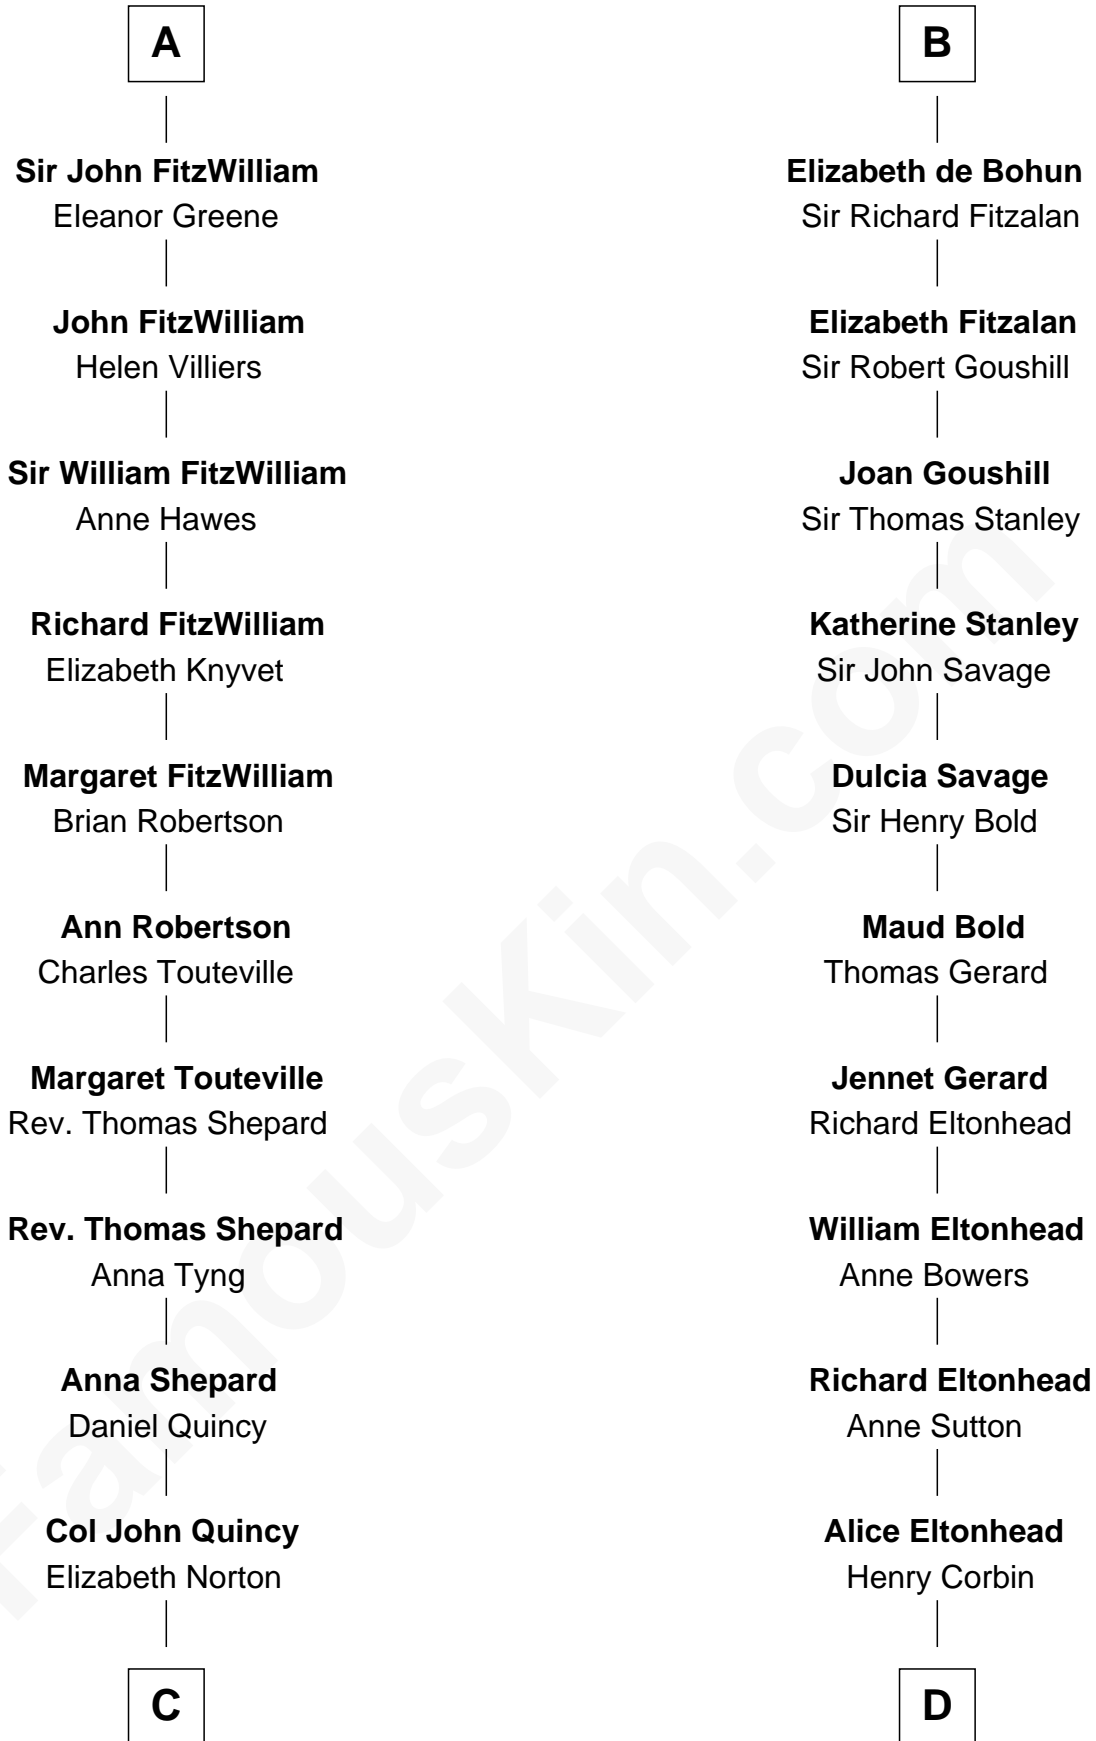 A
Sir John FitzWilliam
Eleanor Greene
John FitzWilliam
Helen Villiers
Sir William FitzWilliam
Anne Hawes
Richard FitzWilliam
Elizabeth Knyvet
Margaret FitzWilliam
Brian Robertson
Ann Robertson
Charles Touteville
Margaret Touteville
Rev. Thomas Shepard
Rev. Thomas Shepard
Anna Tyng
Anna Shepard
Daniel Quincy
Col John Quincy
Elizabeth Norton
C
B
Elizabeth de Bohun
Sir Richard Fitzalan
Elizabeth Fitzalan
Sir Robert Goushill
Joan Goushill
Sir Thomas Stanley
Katherine Stanley
Sir John Savage
Dulcia Savage
Sir Henry Bold
Maud Bold
Thomas Gerard
Jennet Gerard
Richard Eltonhead
William Eltonhead
Anne Bowers
Richard Eltonhead
Anne Sutton
Alice Eltonhead
Henry Corbin
D
FamousKin.com